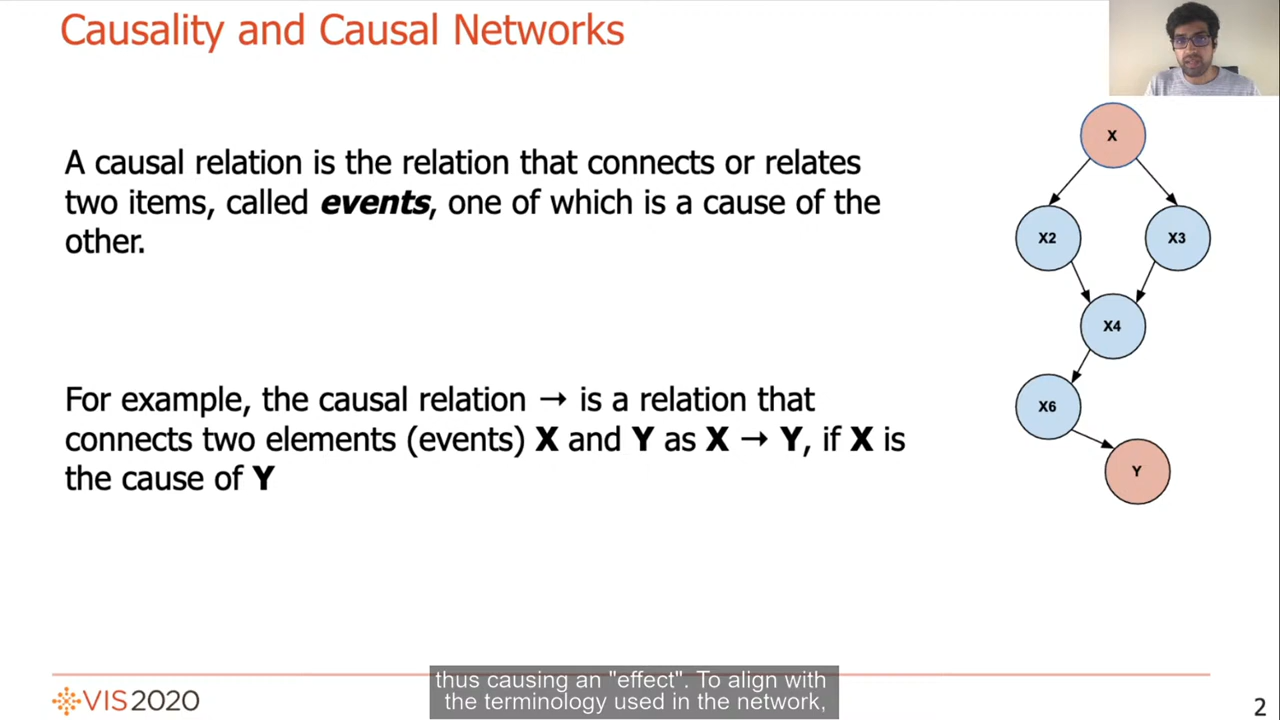 Causality and Causal Networks
A causal relation is the relation that connects or relates
two items, called events, one of which is a cause of the
other.
For example, the causal relation → is a relation that
connects two elements (events) X and Y as X → Y, if X is
the cause of Y
X
X2
X3
X4
X6
Y
thus causing an "effect". To align with
the terminology used in the network,
VIS2020
2